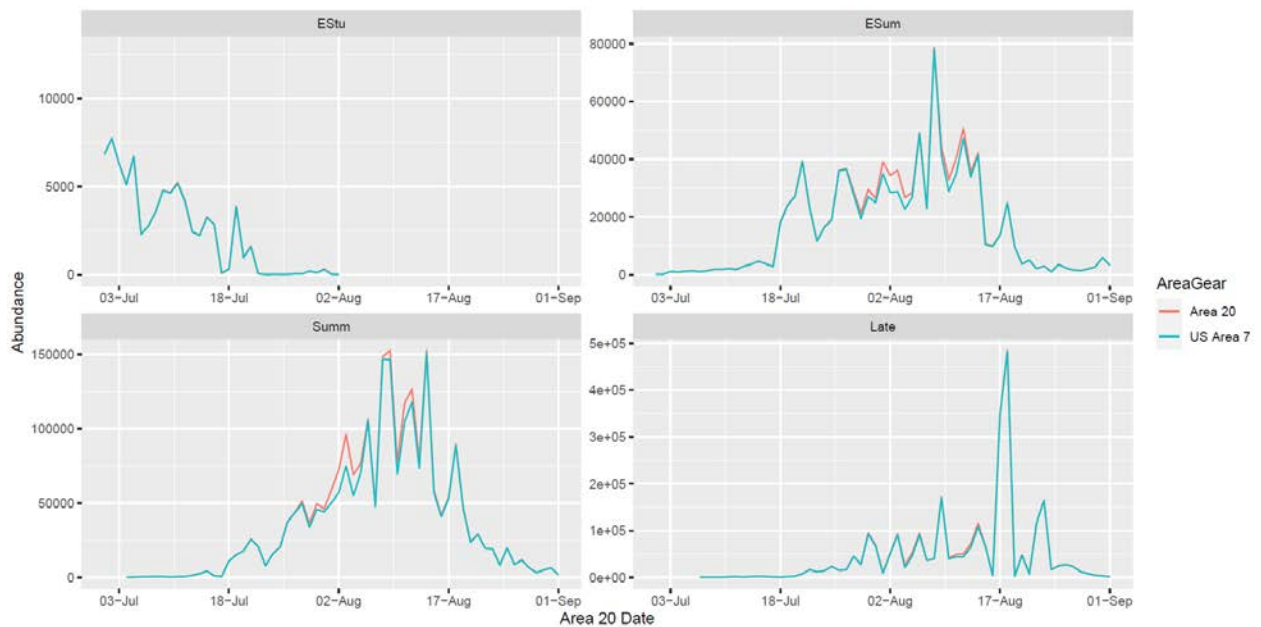 EStu
ESum
10000
5000
0
03−Jul 18−Jul 02−Aug 17−Aug 01−Sep
80000
60000
40000
20000
0
03−Jul 18−Jul 02−Aug 17−Aug 01−Sep
Summ
Late
150000
100000
50000
0
03−Jul 18−Jul 02−Aug 17−Aug 01−Sep
5e+05
4e+05
3e+05
2e+05
1e+05
0e+00
03−Jul 18−Jul 02−Aug 17−Aug 01−Sep
Abundance
Area 20 Date
AreaGear
Area 20
US Area 7